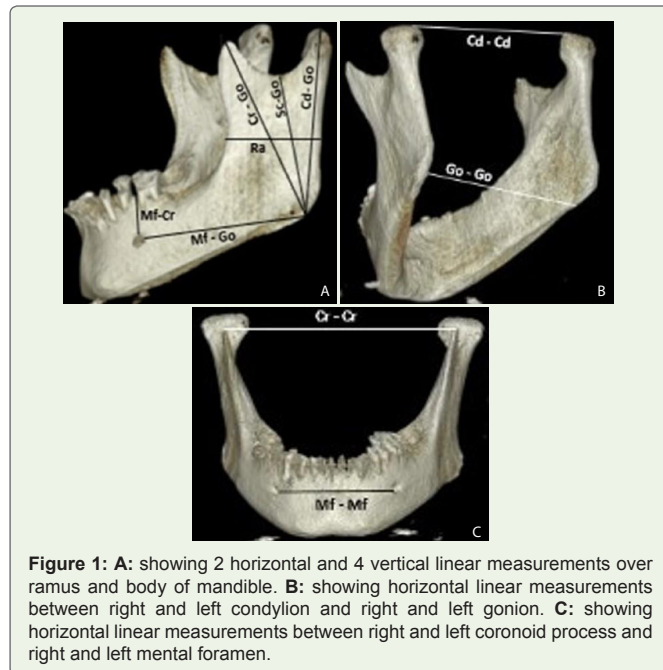 Cr - Go
Sc-Go
Cd - Go
Ra
Mf-Cr
Mf - Go
A
Cd - Cd
Go - Go
B
Cr - Cr
Mf - Mf
C
Figure 1: A: showing 2 horizontal and 4 vertical linear measurements over
ramus and body of mandible. B: showing horizontal linear measurements
between right and left condylion and right and left gonion. C: showing
horizontal linear measurements between right and left coronoid process and
right and left mental foramen.